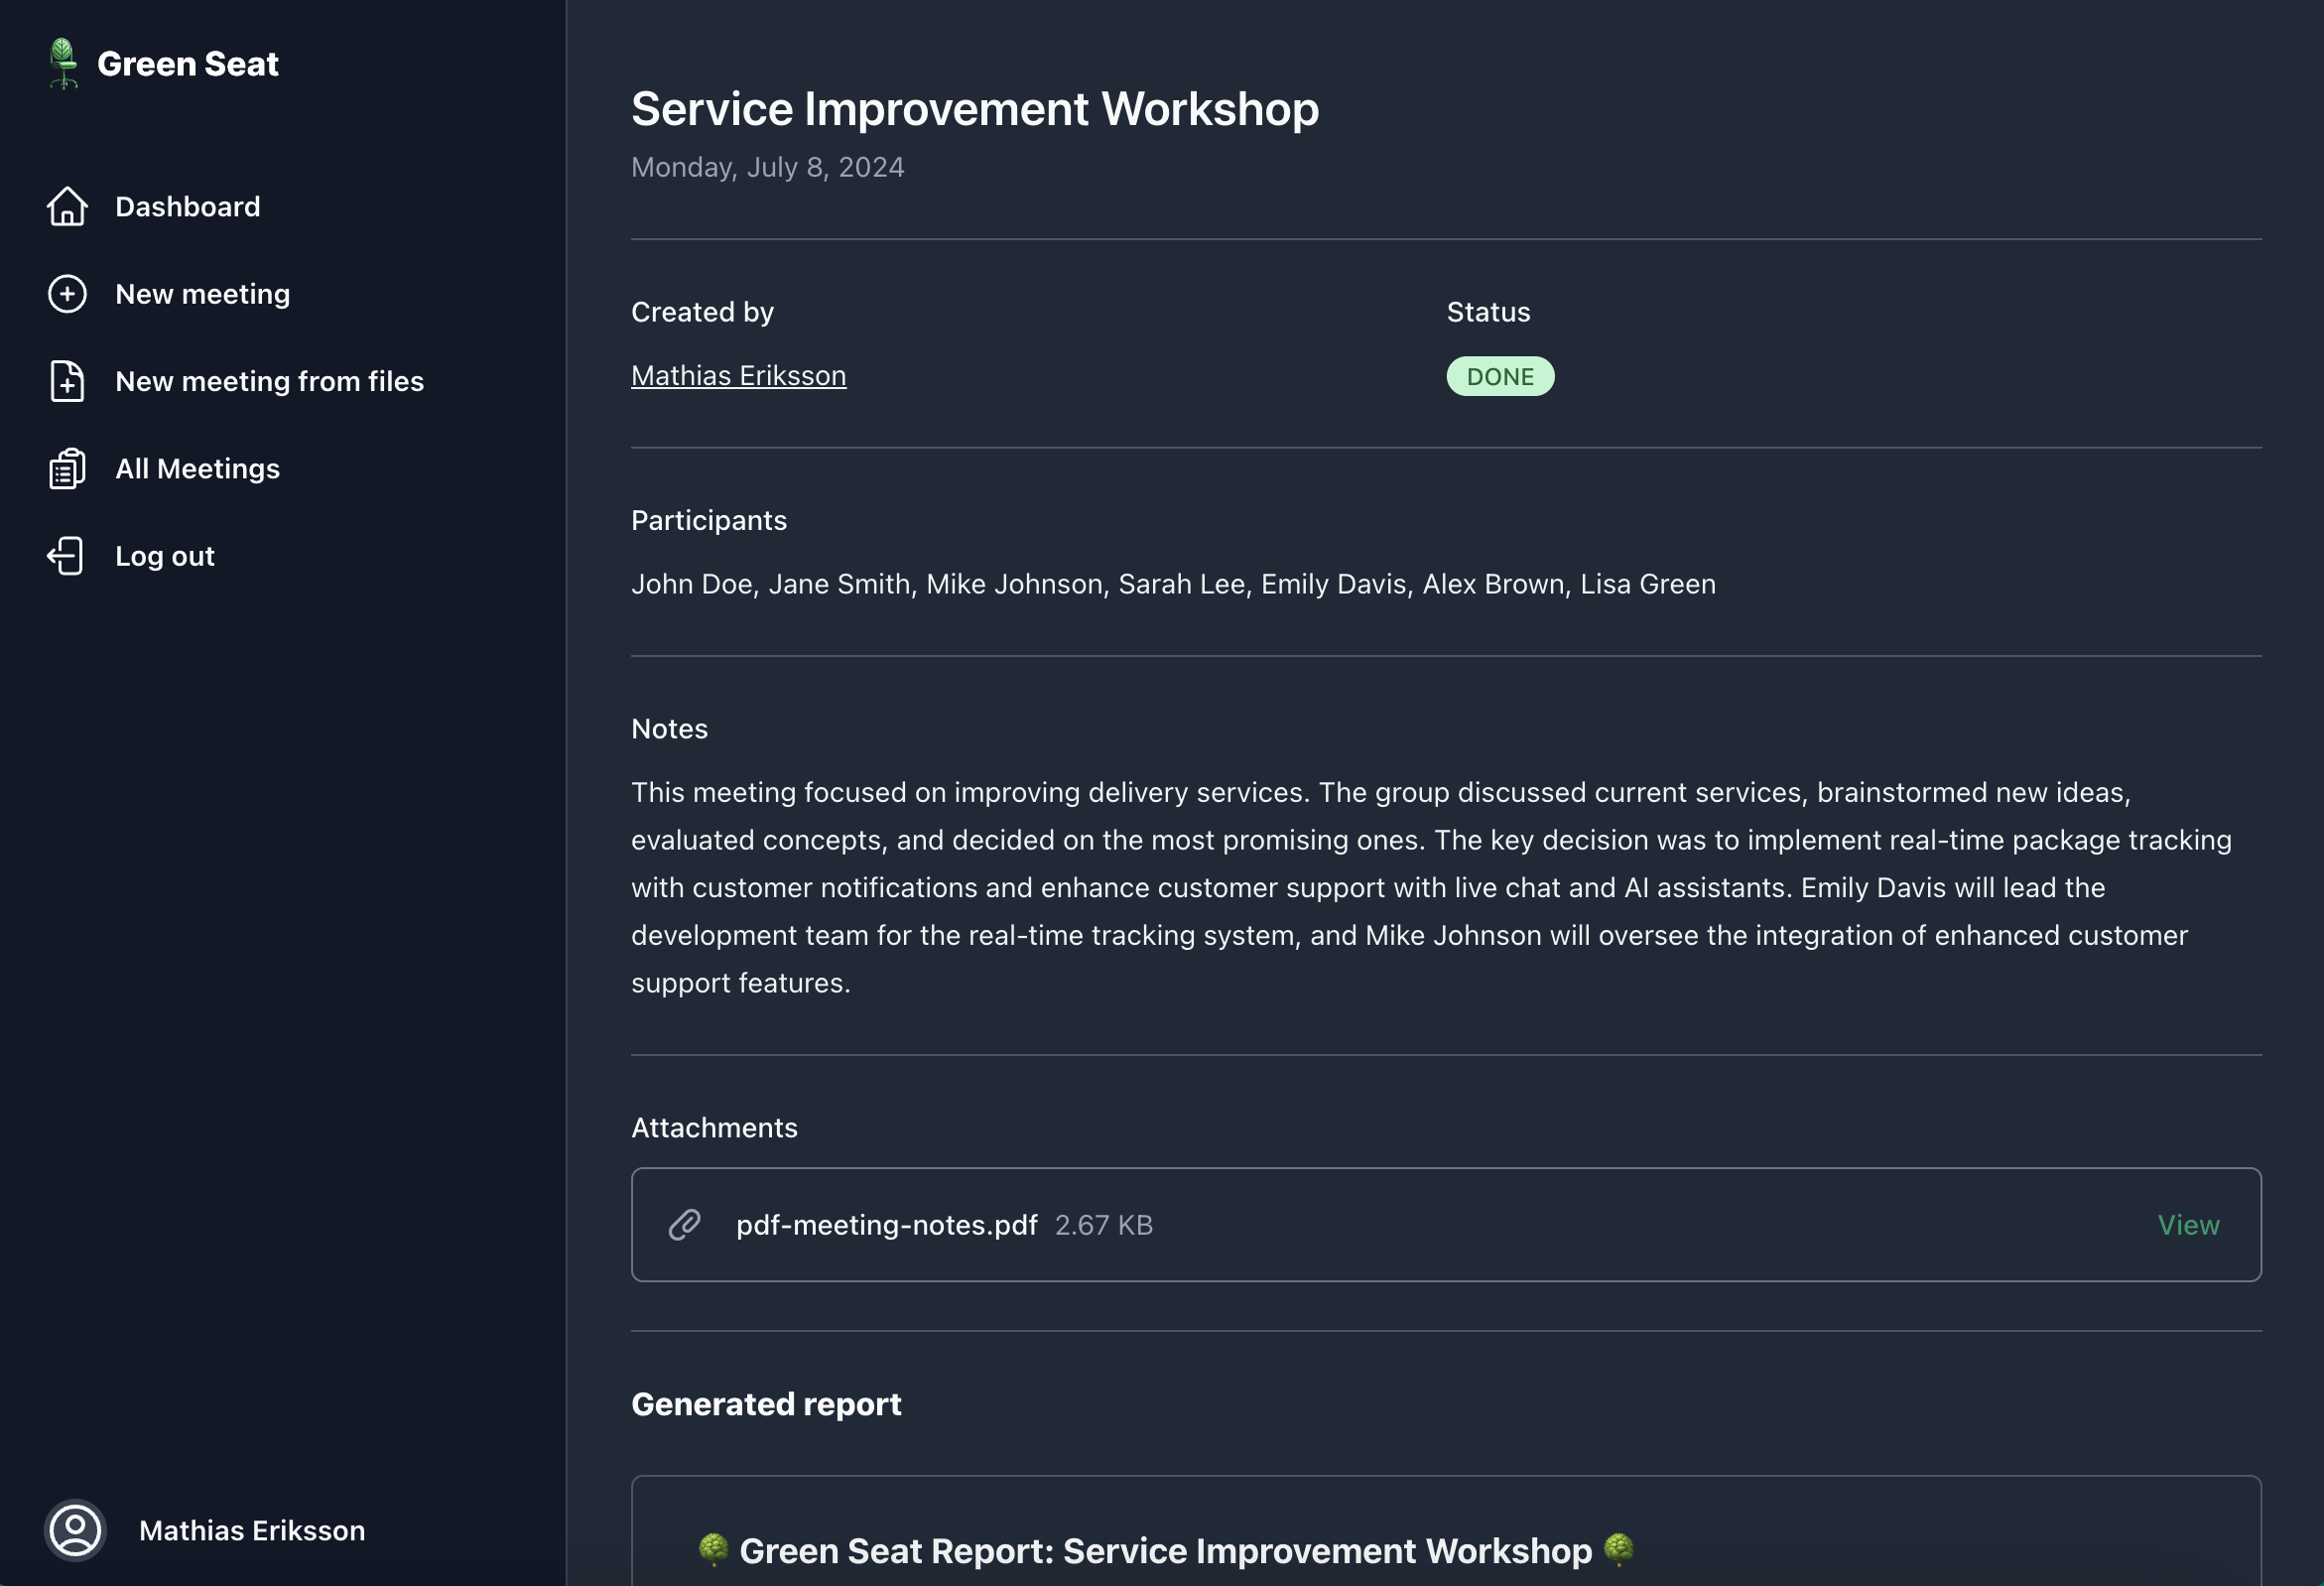 Green Seat
Dashboard
New meeting
New meeting from files
All Meetings
Log out
Mathias Eriksson
Service Improvement Workshop
Monday, July 8, 2024
Created by
Mathias Eriksson
Status
DONE
Participants
John Doe, Jane Smith, Mike Johnson, Sarah Lee, Emily Davis, Alex Brown, Lisa Green
Notes
This meeting focused on improving delivery services. The group discussed current services, brainstormed new ideas,
evaluated concepts, and decided on the most promising ones. The key decision was to implement real-time package tracking
with customer notifications and enhance customer support with live chat and AI assistants. Emily Davis will lead the
development team for the real-time tracking system, and Mike Johnson will oversee the integration of enhanced customer
support features.
Attachments
pdf-meeting-notes.pdf 2.67 KB
View
Generated report
🌳 Green Seat Report: Service Improvement Workshop 🌳